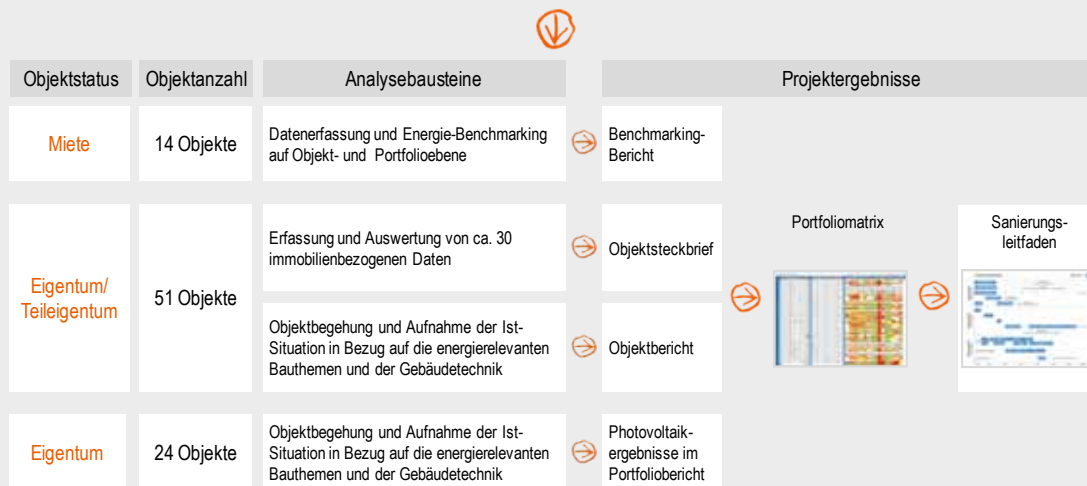 Objektstatus
Objektanzahl
Analysebausteine
Projektergebnisse
Miete
14 Objekte
Datenerfassung und Energie-Benchmarking
auf Objekt- und Portfolioebene
Benchmarking-
Bericht
Eigentum/
Teileigentum
51 Objekte
Erfassung und Auswertung von ca. 30
immobilienbezogenen Daten
Objektsteckbrief
Objektbegehung und Aufnahme der Ist-
Situation in Bezug auf die energierelevanten
Bauthemen und der Gebäudetechnik
Objektbericht
Portfoliomatrix
Sanierungs-
leitfaden
Eigentum
24 Objekte
Objektbegehung und Aufnahme der Ist-
Situation in Bezug auf die energierelevanten
Bauthemen und der Gebäudetechnik
Photovoltaik-
ergebnisse im
Portfoliobericht